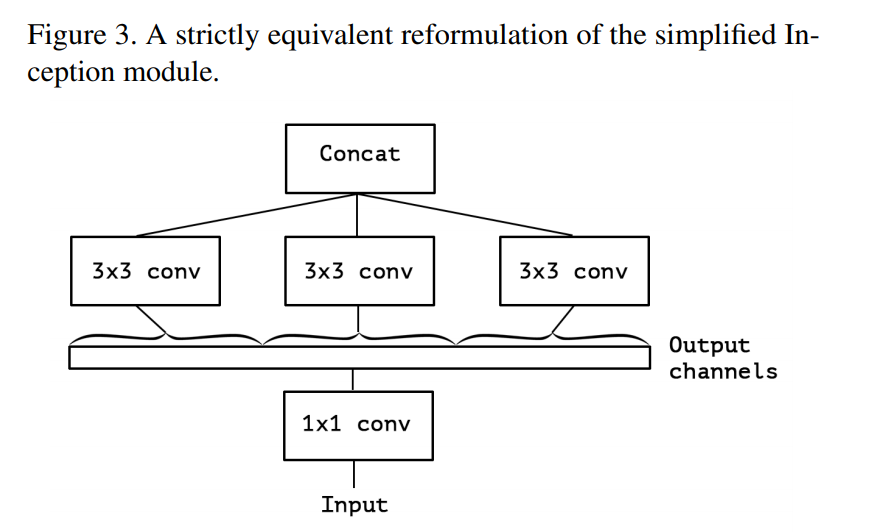 Figure 3. A strictly equivalent reformulation of the simplified In-
ception module.
Concat
3x3 conv
3x3 conv
3x3 conv
Output
channels
1x1 conv
Input